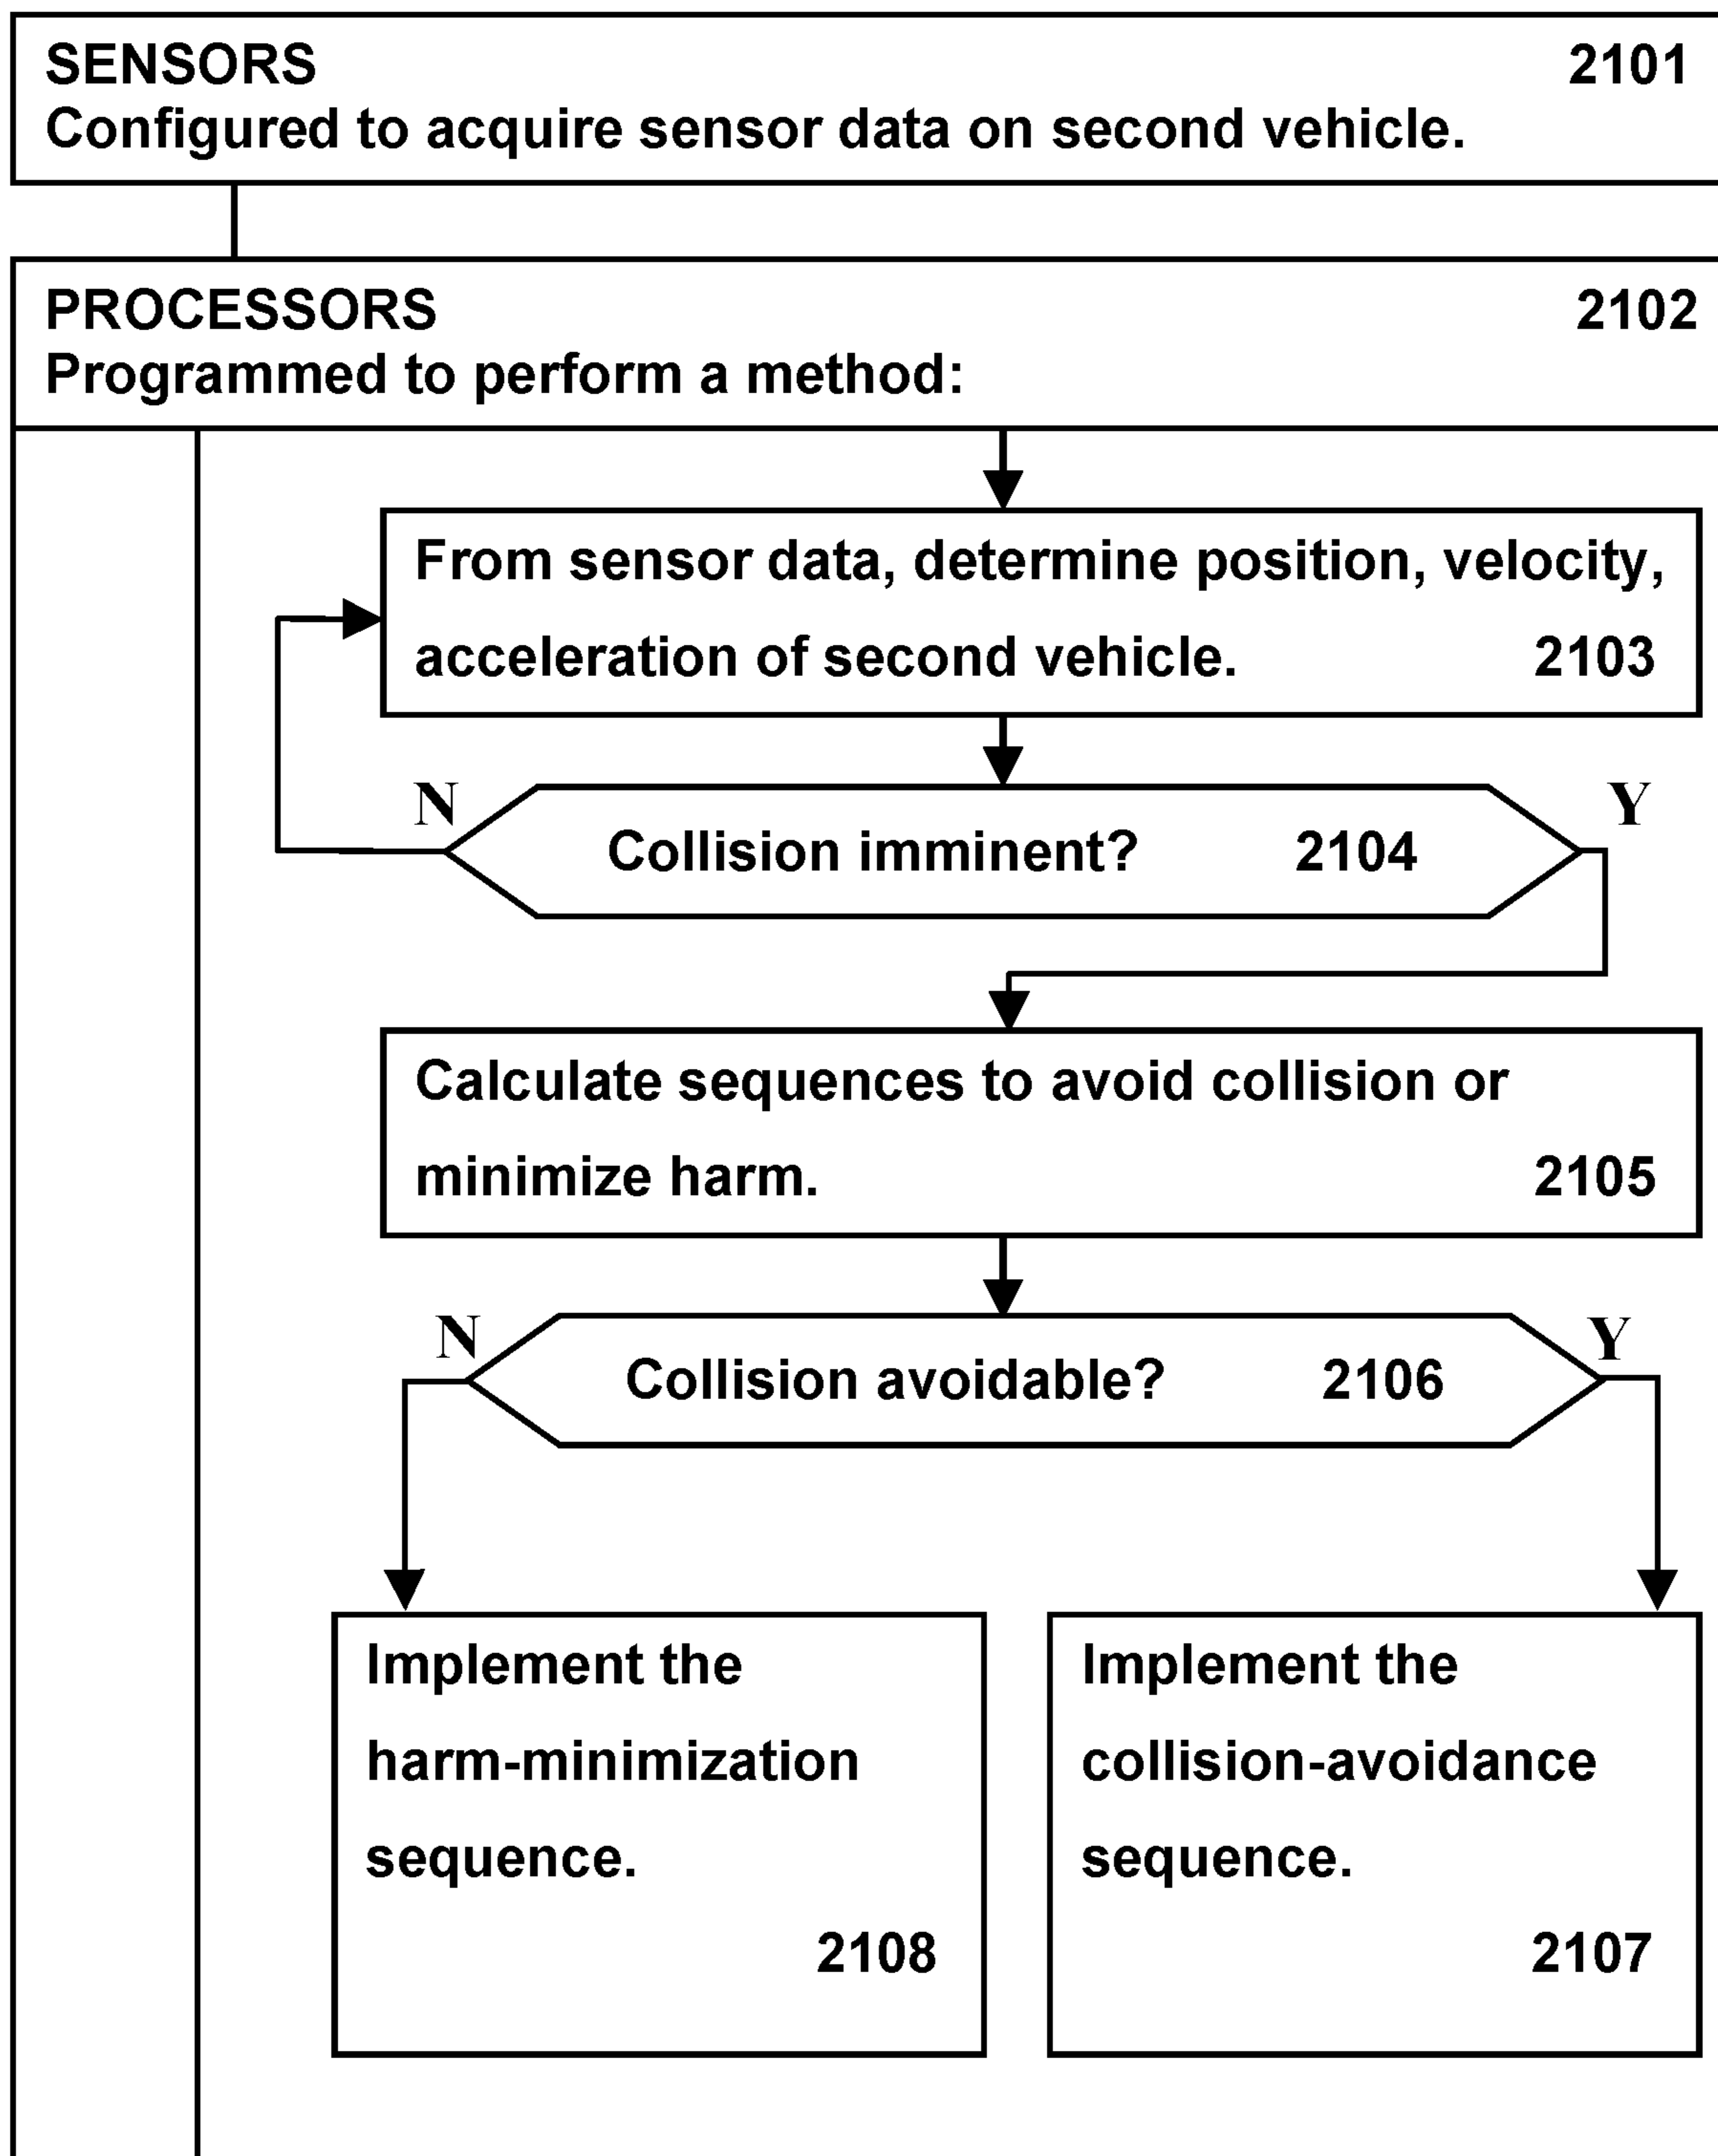 SENSORS 2101
Configured to acquire sensor data on second vehicle.
PROCESSORS 2102
Programmed to perform a method:
From sensor data, determine position, velocity,
acceleration of second vehicle. 2103
N Y
Collision imminent? 2104
Calculate sequences to avoid collision or
minimize harm. 2105
N Y
Collision avoidable? 2106
Implement the
harm-minimization
sequence.
2108
Implement the
collision-avoidance
sequence.
2107